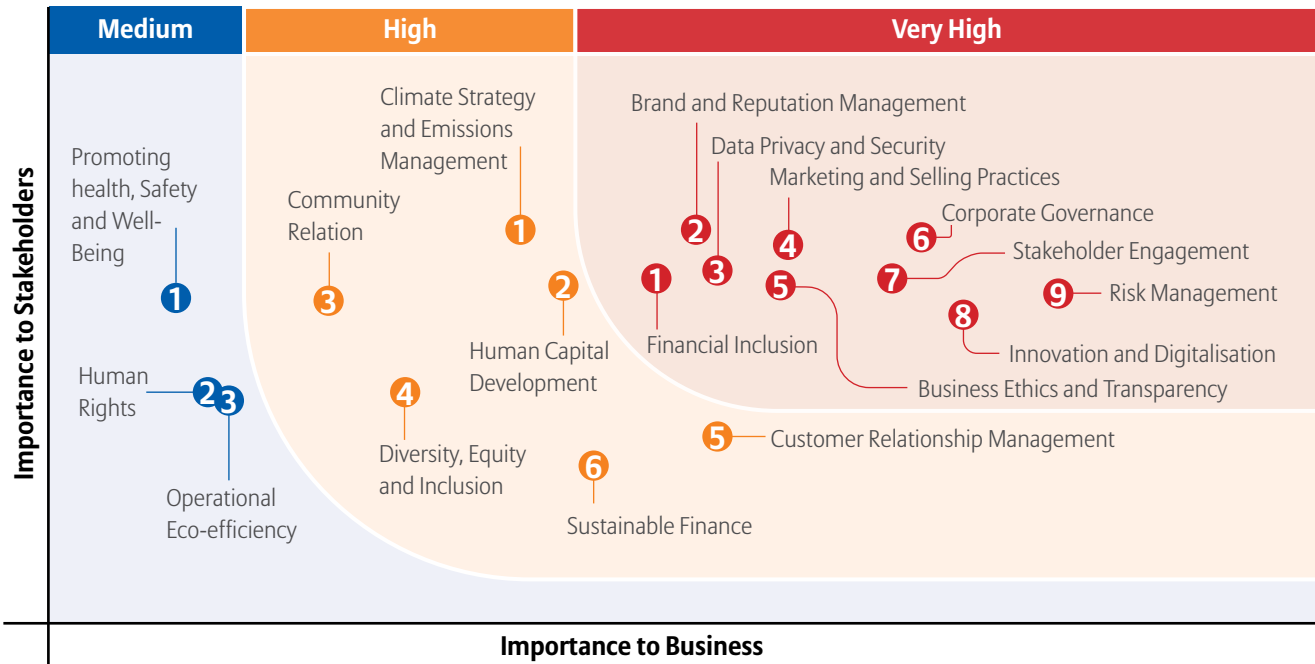 Medium
High
Very High
Importance to Stakeholders
Promoting
health, Safety
and Well-
Being
1
Human
Rights
2
3
Operational
Eco-efficiency
Climate Strategy
and Emissions
Management
1
Community
Relation
3
2
Human Capital
Development
4
Diversity, Equity
and Inclusion
6
Sustainable Finance
5
Customer Relationship Management
Brand and Reputation Management
2
Data Privacy and Security
3
Marketing and Selling Practices
4
1
Financial Inclusion
5
Business Ethics and Transparency
6
Corporate Governance
7
Stakeholder Engagement
8
Innovation and Digitalisation
9
Risk Management
Importance to Business